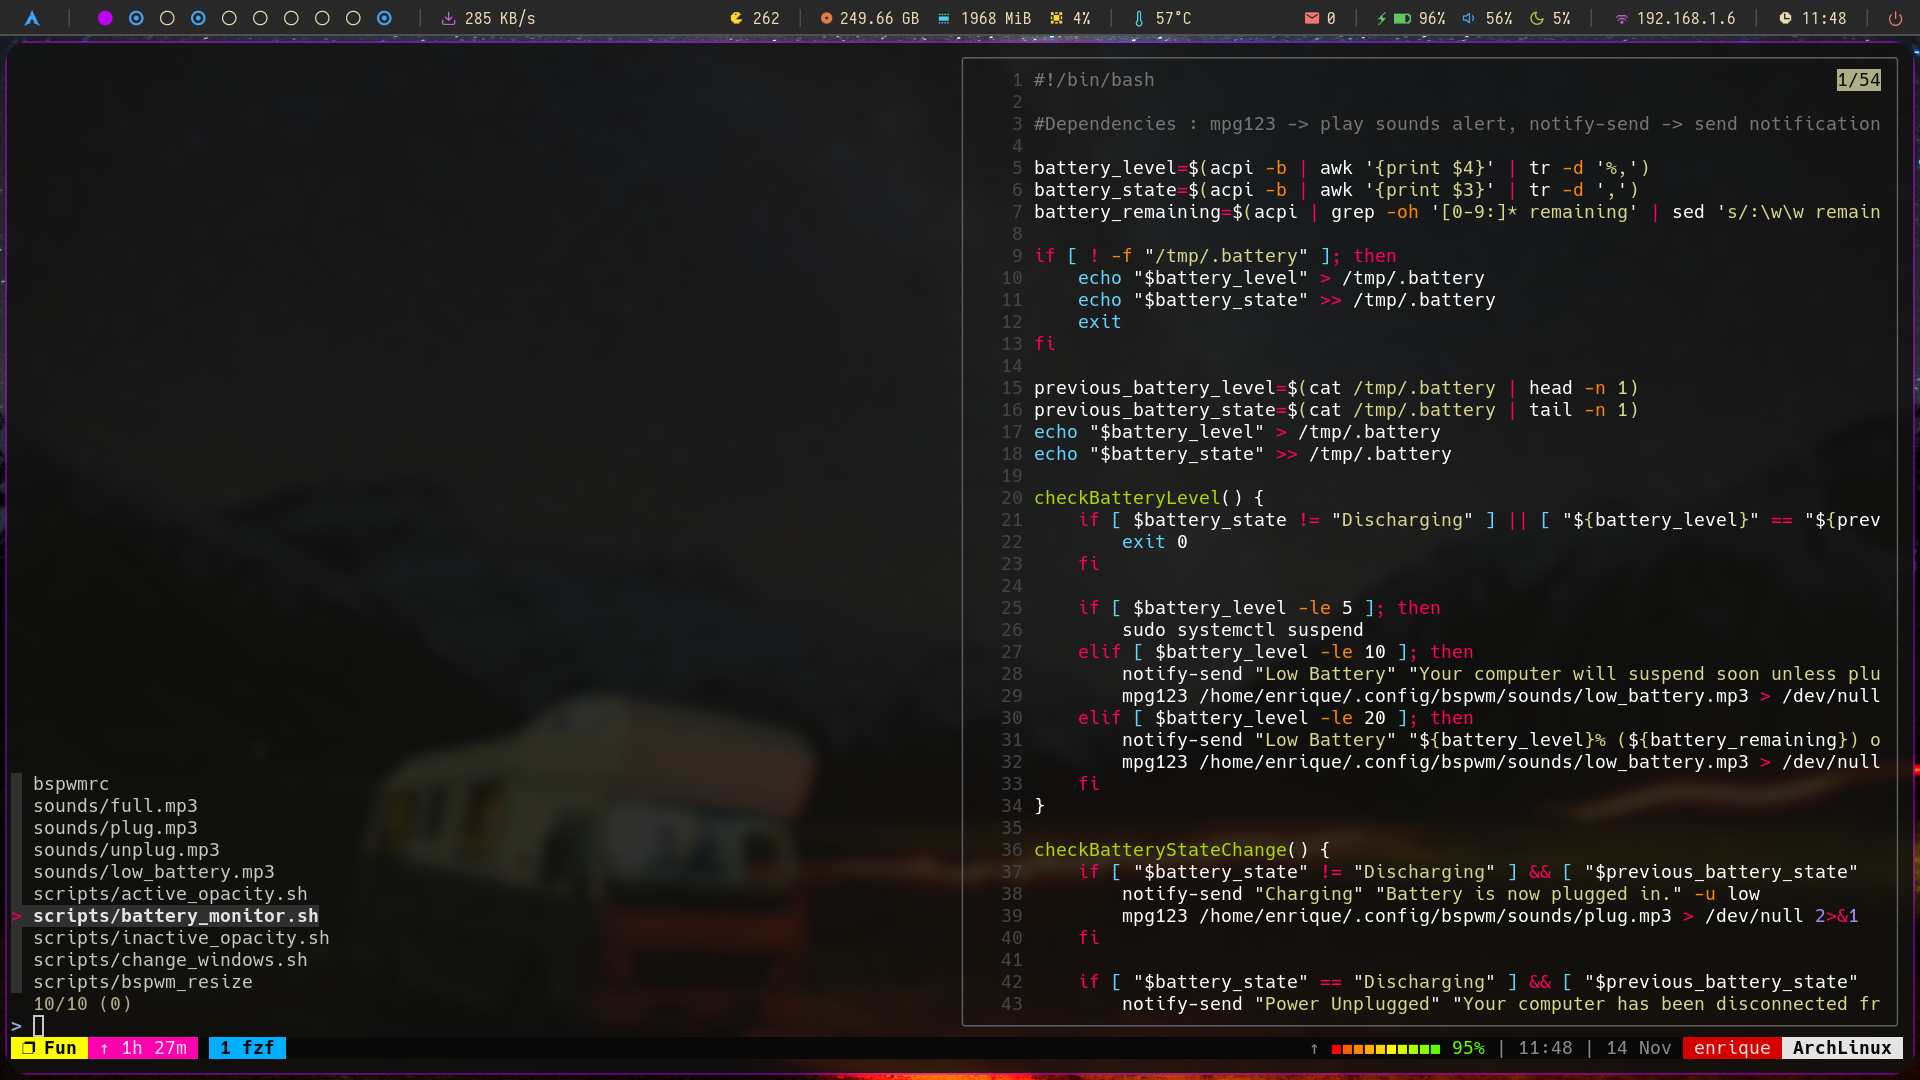 285 KB/s 262 249.66 GB 1968 MiB 4% 57°C 0 96% 56% 5% 192.168.1.6 11:48
1/54
1 #!/bin/bash
2
3 #Dependencies : mpg123 -> play sounds alert, notify-send -> send notification
4
5 battery_level=$(acpi -b | awk '{print $4}' | tr -d '%,')
6 battery_state=$(acpi -b | awk '{print $3}' | tr -d ',')
7 battery_remaining=$(acpi | grep -oh '[0-9:]* remaining' | sed 's/:\w\w remain
8
9 if [ ! -f "/tmp/.battery" ]; then
10     echo "$battery_level" > /tmp/.battery
11     echo "$battery_state" >> /tmp/.battery
12     exit
13 fi
14
15 previous_battery_level=$(cat /tmp/.battery | head -n 1)
16 previous_battery_state=$(cat /tmp/.battery | tail -n 1)
17 echo "$battery_level" > /tmp/.battery
18 echo "$battery_state" >> /tmp/.battery
19
20 checkBatteryLevel() {
21     if [ $battery_state != "Discharging" ] || [ "${battery_level}" == "${prev
22         exit 0
23     fi
24
25     if [ $battery_level -le 5 ]; then
26         sudo systemctl suspend
27     elif [ $battery_level -le 10 ]; then
28         notify-send "Low Battery" "Your computer will suspend soon unless plu
29         mpg123 /home/enrique/.config/bspwm/sounds/low_battery.mp3 > /dev/null
30     elif [ $battery_level -le 20 ]; then
31         notify-send "Low Battery" "${battery_level}% (${battery_remaining}) o
32         mpg123 /home/enrique/.config/bspwm/sounds/low_battery.mp3 > /dev/null
33     fi
34 }
35
36 checkBatteryStateChange() {
37     if [ "$battery_state" != "Discharging" ] && [ "$previous_battery_state"
38         notify-send "Charging" "Battery is now plugged in." -u low
39         mpg123 /home/enrique/.config/bspwm/sounds/plug.mp3 > /dev/null 2>&1
40     fi
41
42     if [ "$battery_state" == "Discharging" ] && [ "$previous_battery_state"
43         notify-send "Power Unplugged" "Your computer has been disconnected fr
bspwmrc
sounds/full.mp3
sounds/plug.mp3
sounds/unplug.mp3
sounds/low_battery.mp3
scripts/active_opacity.sh
> scripts/battery_monitor.sh
scripts/inactive_opacity.sh
scripts/change_windows.sh
scripts/bspwm_resize
10/10 (0)
>
❐ Fun ↑ 1h 27m 1 fzf ↑ 95% | 11:48 | 14 Nov enrique ArchLinux